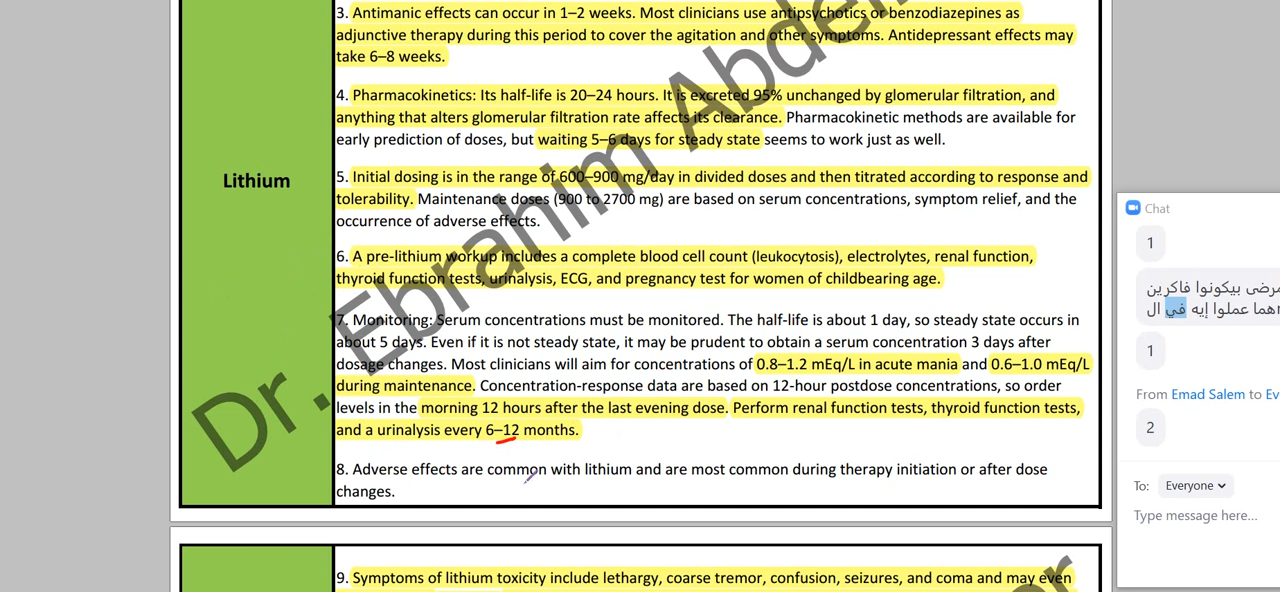 3. Antimanic effects can occur in 1–2 weeks. Most clinicians use antipsychotics or benzodiazepines as
adjunctive therapy during this period to cover the agitation and other symptoms. Antidepressant effects may
take 6–8 weeks.
4. Pharmacokinetics: Its half-life is 20–24 hours. It is excreted 95% unchanged by glomerular filtration, and
anything that alters glomerular filtration rate affects its clearance. Pharmacokinetic methods are available for
early prediction of doses, but waiting 5–6 days for steady state seems to work just as well.
Lithium
5. Initial dosing is in the range of 600–900 mg/day in divided doses and then titrated according to response and
tolerability. Maintenance doses (900 to 2700 mg) are based on serum concentrations, symptom relief, and the
occurrence of adverse effects.
6. A pre-lithium workup includes a complete blood cell count (leukocytosis), electrolytes, renal function,
thyroid function tests, urinalysis, ECG, and pregnancy test for women of childbearing age.
7. Monitoring: Serum concentrations must be monitored. The half-life is about 1 day, so steady state occurs in
about 5 days. Even if it is not steady state, it may be prudent to obtain a serum concentration 3 days after
dosage changes. Most clinicians will aim for concentrations of 0.8–1.2 mEq/L in acute mania and 0.6–1.0 mEq/L
during maintenance. Concentration-response data are based on 12-hour postdose concentrations, so order
levels in the morning 12 hours after the last evening dose. Perform renal function tests, thyroid function tests,
and a urinalysis every 6–12 months.
8. Adverse effects are common with lithium and are most common during therapy initiation or after dose
changes.
9. Symptoms of lithium toxicity include lethargy, coarse tremor, confusion, seizures, and coma and may even
Dr. Ebrahim
Chat
1
بيكونوا فاكرين
هما عملوا إيه في ال
1
From Emad Salem to
2
To: Everyone
Type message here...